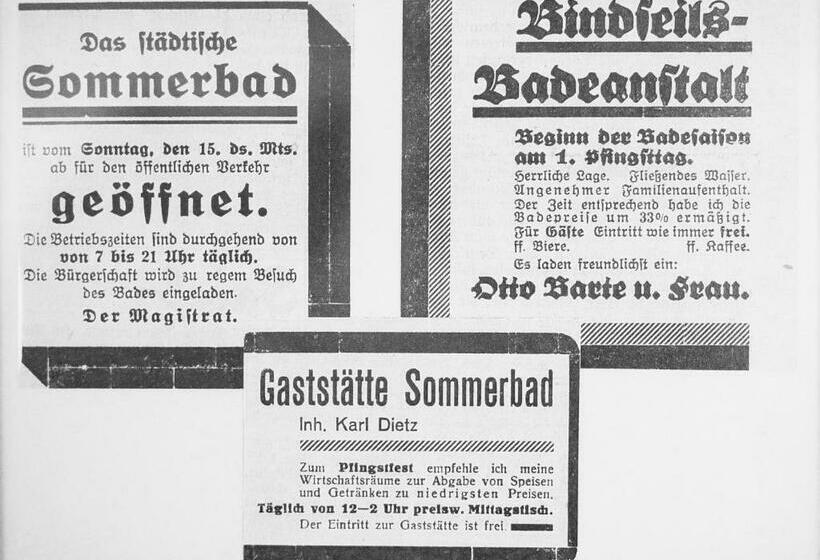 Das städtische
Sommerbad
ist vom Sonntag, den 15. ds. Mts.
ab für den öffentlichen Verkehr
geöffnet.
Die Betriebszeiten sind durchgehend von
von 7 bis 21 Uhr täglich.
Die Bürgerschaft wird zu regem Besuch
des Bades eingeladen.
Der Magistrat.
Bindseils-
Badeanstalt
Beginn der Badesaison
am 1. Pfingsttag.
Herrliche Lage. Fließendes Wasser.
Angenehmer Familienaufenthalt.
Der Zeit entsprechend habe ich die
Badepreise um 33% ermäßigt.
Für Gäste Eintritt wie immer frei.
ff. Biere. ff. Kaffee.
Es laden freundlichst ein:
Otto Barie u. Frau.
Gaststätte Sommerbad
Inh. Karl Dietz
Zum Pfingstfest empfehle ich meine
Wirtschaftsräume zur Abgabe von Speisen
und Getränken zu niedrigsten Preisen.
Täglich von 12—2 Uhr preisw. Mittagstisch.
Der Eintritt zur Gaststätte ist frei.